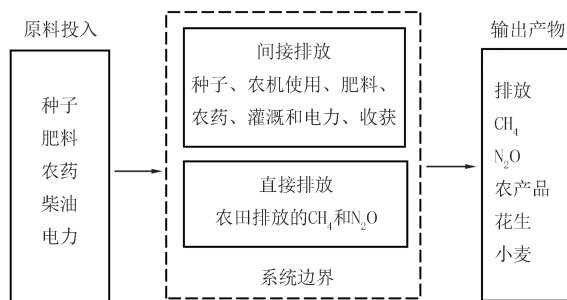 原料投入
种子
肥料
农药
柴油
电力
间接排放
种子、农机使用、肥料、
农药、灌溉和电力、收获
直接排放
农田排放的CH₄和N₂O
系统边界
输出产物
排放
CH₄
N₂O
农产品
花生
小麦